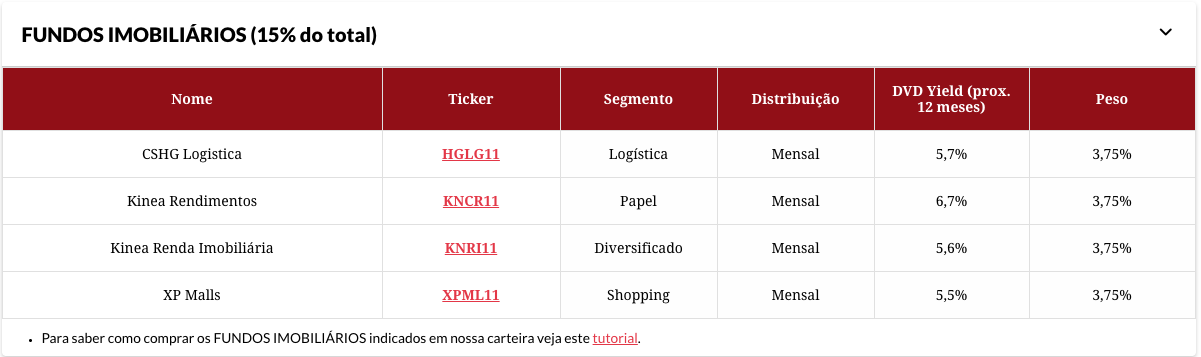 FUNDOS IMOBILIÁRIOS (15% do total)
Nome Ticker Segmento Distribuição DVD Yield (prox. 12 meses) Peso
CSHG Logistica HGLG11 Logística Mensal 5,7% 3,75%
Kinea Rendimentos KNCR11 Papel Mensal 6,7% 3,75%
Kinea Renda Imobiliária KNRI11 Diversificado Mensal 5,6% 3,75%
XP Malls XPML11 Shopping Mensal 5,5% 3,75%
• Para saber como comprar os FUNDOS IMOBILIÁRIOS indicados em nossa carteira veja este tutorial.